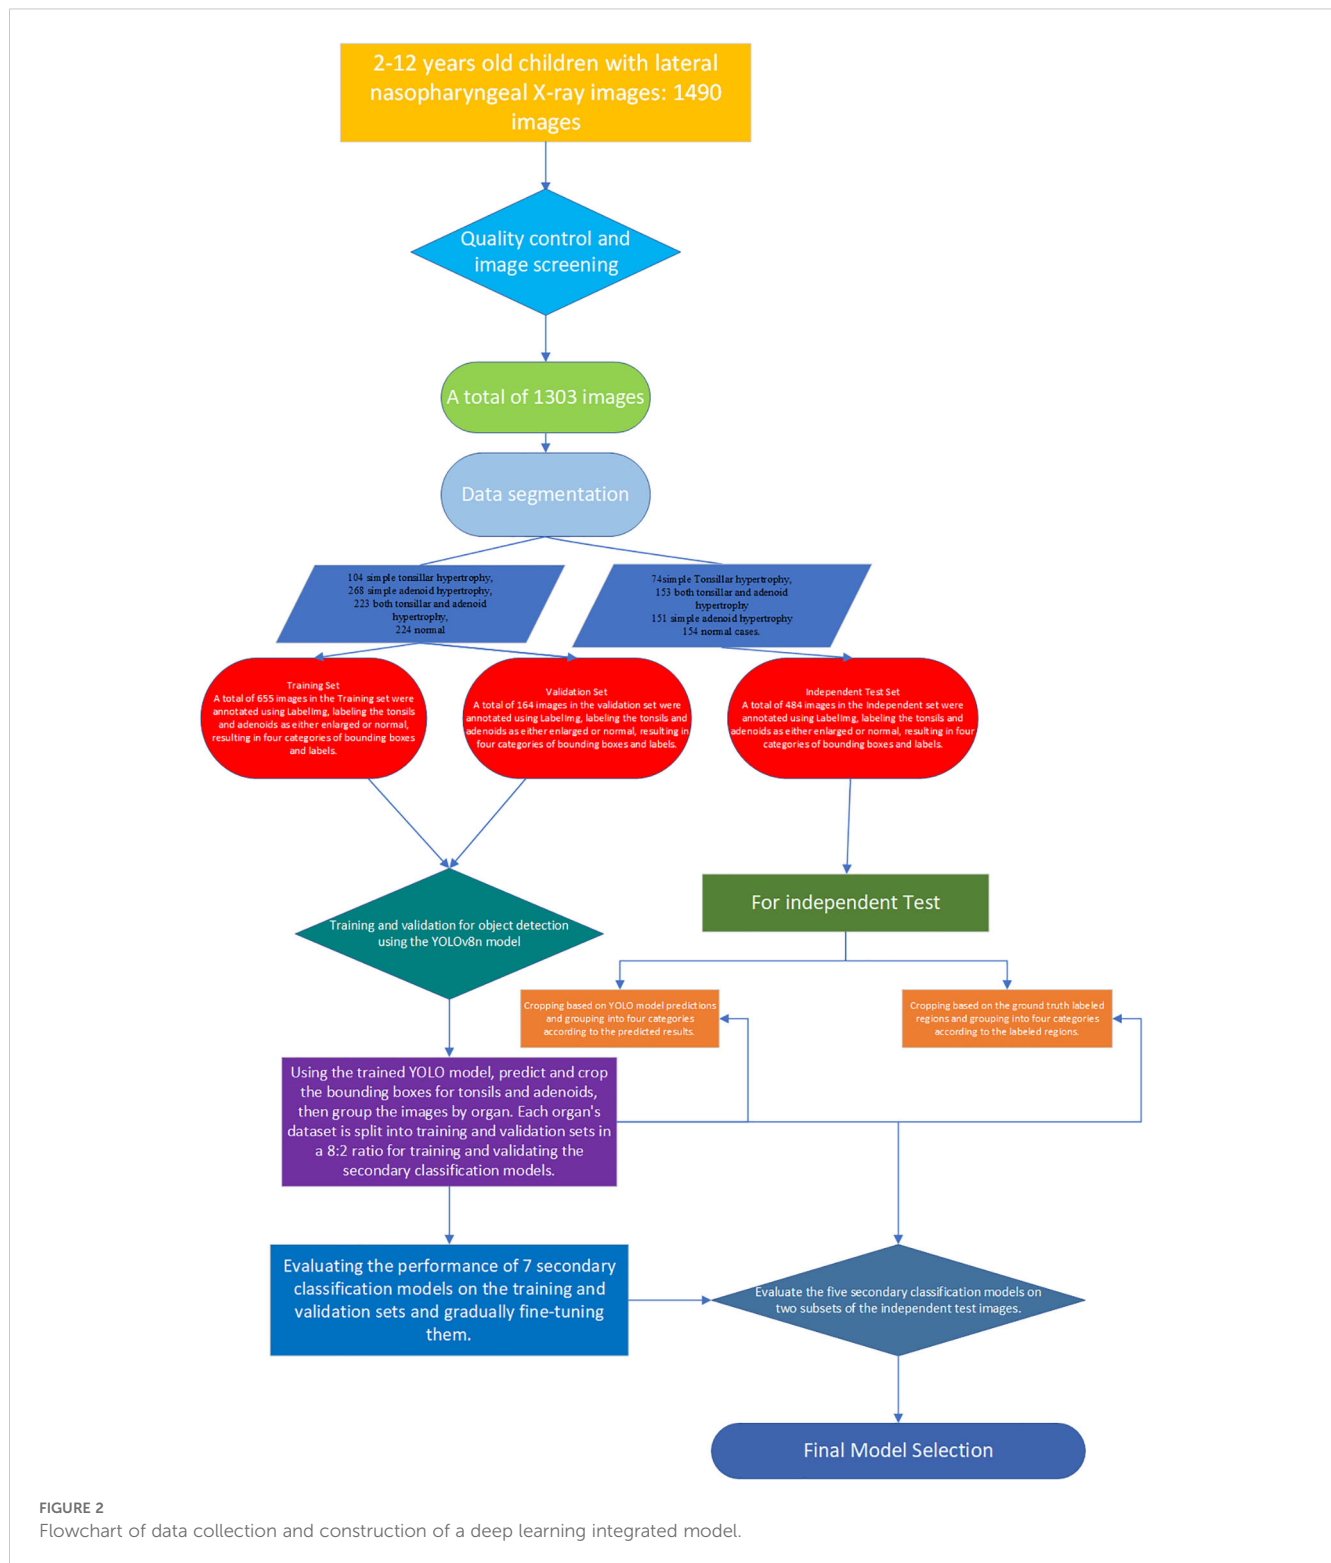 2-12 years old children with lateral
nasopharyngeal X-ray images: 1490
images
Quality control and
image screening
A total of 1303 images
Data segmentation
104 simple tonsillar hypertrophy,
268 simple adenoid hypertrophy,
223 both tonsillar and adenoid
hypertrophy,
224 normal
74simple Tonsillar hypertrophy,
153 both tonsillar and adenoid
hypertrophy
151 simple adenoid hypertrophy
154 normal cases.
Training Set
A total of 655 images in the Training set were
annotated using LabelImg, labeling the tonsils
and adenoids as either enlarged or normal,
resulting in four categories of bounding boxes
and labels.
Validation Set
A total of 164 images in the validation set were
annotated using LabelImg, labeling the tonsils and
adenoids as either enlarged or normal, resulting in
four categories of bounding boxes and labels.
Independent Test Set
A total of 484 images in the Independent set were
annotated using LabelImg, labeling the tonsils and
adenoids as either enlarged or normal, resulting in four
categories of bounding boxes and labels.
Training and validation for object detection
using the YOLOv8n model
For independent Test
Cropping based on YOLO model predictions
and grouping into four categories
according to the predicted results.
Cropping based on the ground truth labeled
regions and grouping into four categories
according to the labeled regions.
Using the trained YOLO model, predict and crop
the bounding boxes for tonsils and adenoids,
then group the images by organ. Each organ's
dataset is split into training and validation sets in
a 8:2 ratio for training and validating the
secondary classification models.
Evaluating the performance of 7 secondary
classification models on the training and
validation sets and gradually fine-tuning
them.
Evaluate the five secondary classification models on
two subsets of the independent test images.
Final Model Selection
FIGURE 2
Flowchart of data collection and construction of a deep learning integrated model.